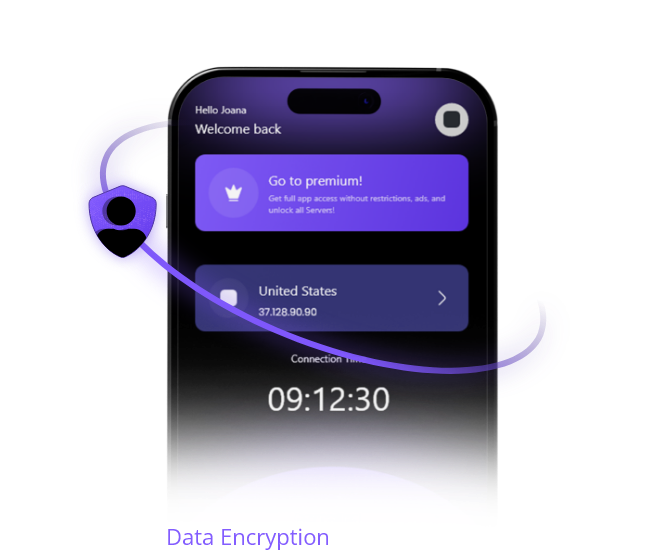 Hello Joana
Welcome back
Go to premium!
Get full app access without restrictions, ads, and
unlock all Servers!
United States
37.128.90.90
Connection
09:12:30
Data Encryption